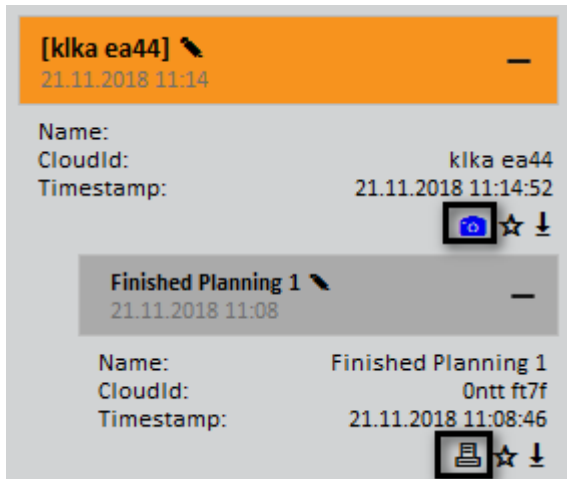 [klka ea44]
21.11.2018 11:14
Name:
CloudId: klka ea44
Timestamp: 21.11.2018 11:14:52
Finished Planning 1
21.11.2018 11:08
Name: Finished Planning 1
CloudId: 0ntt ft7f
Timestamp: 21.11.2018 11:08:46